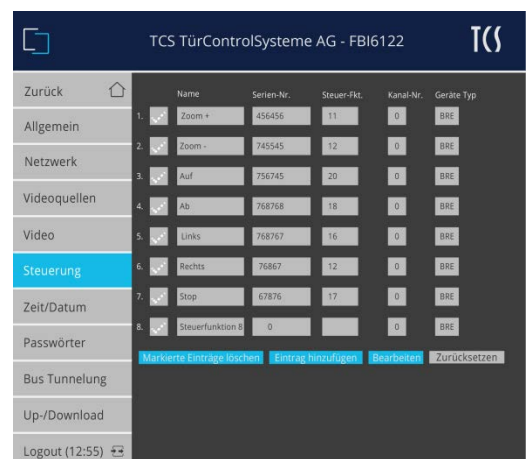 TCS TürControlSysteme AG - FBI6122
TCS
Zurück
Allgemein
Netzwerk
Videoquellen
Video
Steuerung
Zeit/Datum
Passwörter
Bus Tunnelung
Up-/Download
Logout (12:55)
Name Serien-Nr. Steuer-Fkt. Kanal-Nr. Geräte Typ
1. Zoom + 456456 11 0 BRE
2. Zoom - 745545 12 0 BRE
3. Auf 756745 20 0 BRE
4. Ab 768768 18 0 BRE
5. Links 768767 16 0 BRE
6. Rechts 76867 12 0 BRE
7. Stop 67876 17 0 BRE
8. Steuerfunktion 8 0 0 BRE
Markierte Einträge löschen Eintrag hinzufügen Bearbeiten Zurücksetzen